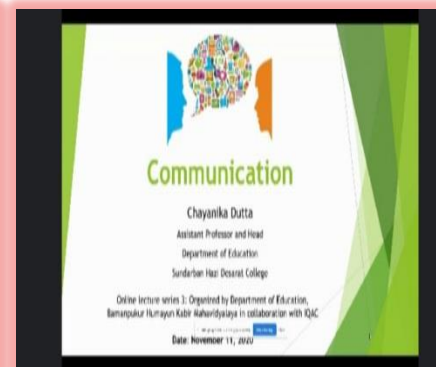 Communication
Chayanika Dutta
Assistant Professor and Head
Department of Education
Sundarban Hazi Desarat College
Online lecture series 3: Organized by Department of Education,
Bamanpukur Humayun Kabir Mahavidyalaya in collaboration with IQAC
Date: November 11, 2020